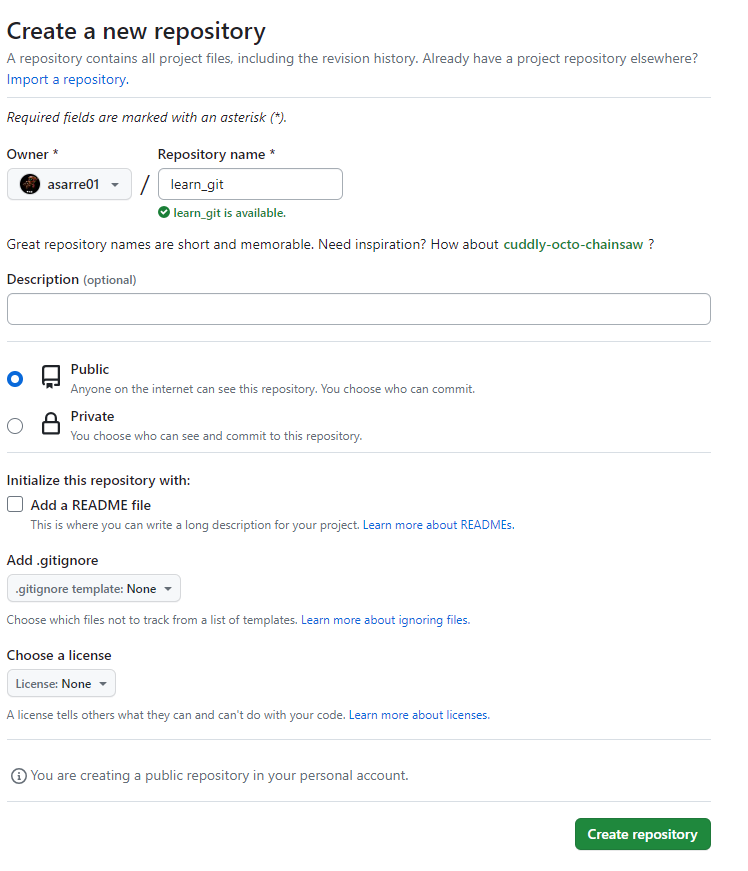 Create a new repository
A repository contains all project files, including the revision history. Already have a project repository elsewhere?
Import a repository.
Required fields are marked with an asterisk (*).
Owner * Repository name *
asarre01 / learn_git
learn_git is available.
Great repository names are short and memorable. Need inspiration? How about cuddly-octo-chainsaw ?
Description (optional)
Public
Anyone on the internet can see this repository. You choose who can commit.
Private
You choose who can see and commit to this repository.
Initialize this repository with:
Add a README file
This is where you can write a long description for your project. Learn more about READMEs.
Add .gitignore
.gitignore template: None
Choose which files not to track from a list of templates. Learn more about ignoring files.
Choose a license
License: None
A license tells others what they can and can't do with your code. Learn more about licenses.
You are creating a public repository in your personal account.
Create repository